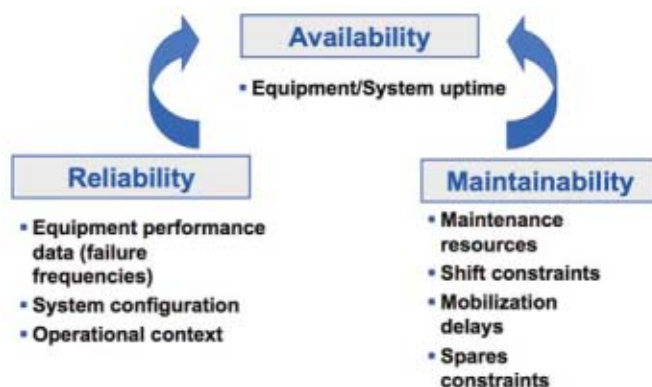 Availability
▪ Equipment/System uptime
Reliability
▪ Equipment performance
data (failure
frequencies)
▪ System configuration
▪ Operational context
Maintainability
▪ Maintenance
resources
▪ Shift constraints
▪ Mobilization
delays
▪ Spares
constraints